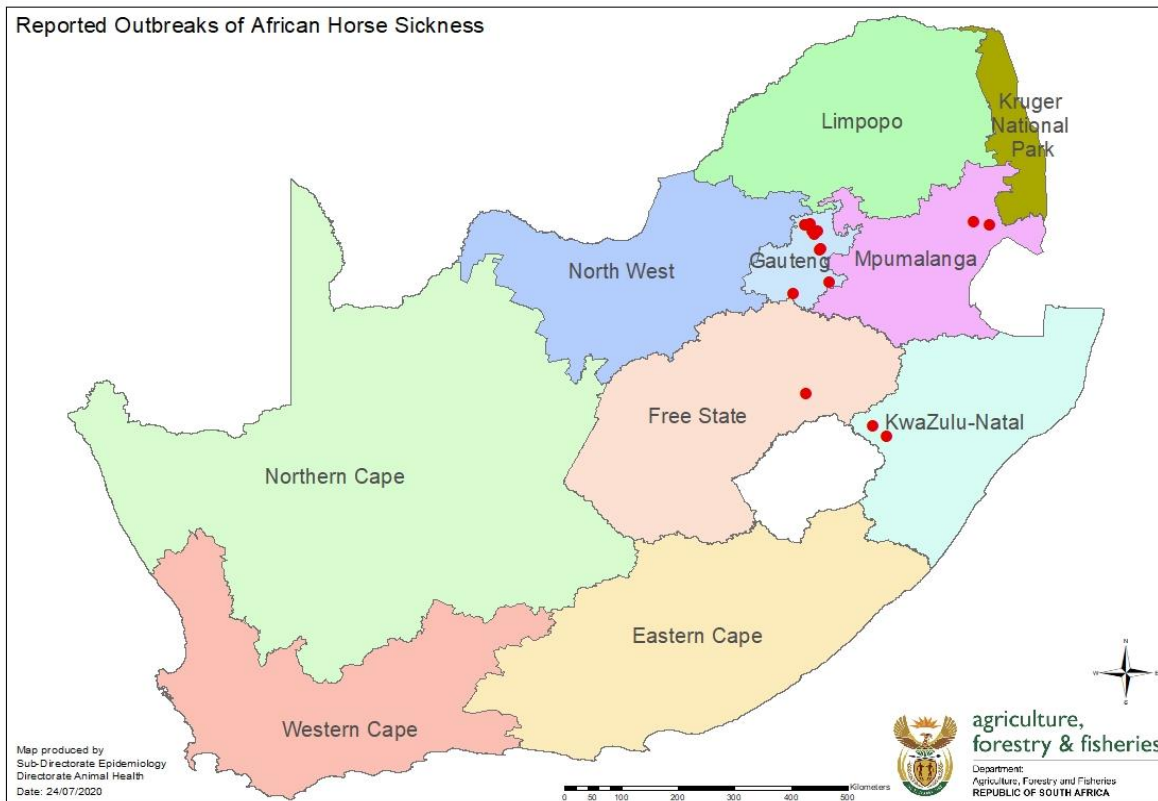 Reported Outbreaks of African Horse Sickness
Kruger
National
Park
Limpopo
North West
Gauteng
Mpumalanga
Free State
KwaZulu-Natal
Northern Cape
Eastern Cape
Western Cape
N
W
E
S
Map produced by
Sub-Directorate Epidemiology
Directorate Animal Health
Date: 24/07/2020
Kilometers
0 50 100 200 300 400 500
agriculture,
forestry & fisheries
Department:
Agriculture, Forestry and Fisheries
REPUBLIC OF SOUTH AFRICA